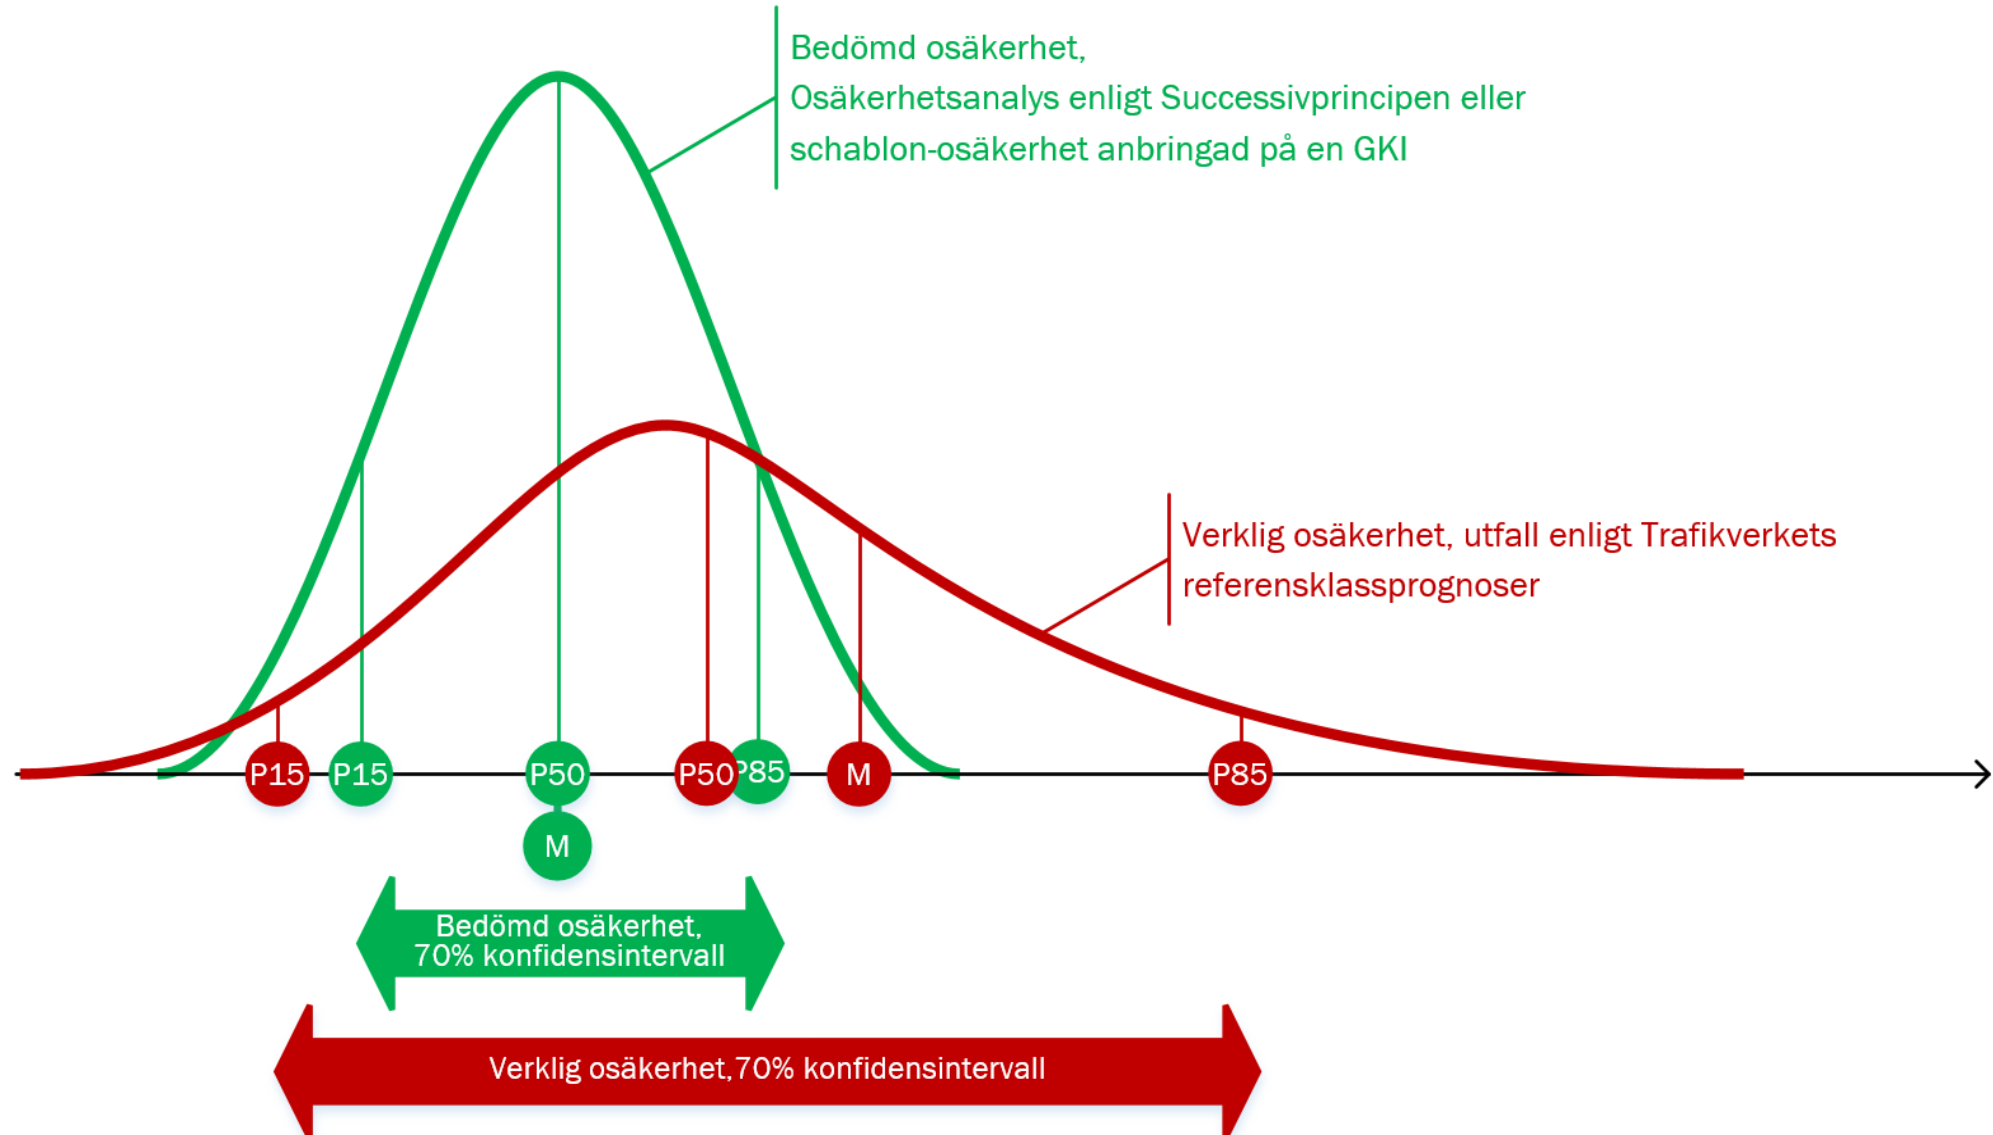 Bedömd osäkerhet,
Osäkerhetsanalys enligt Successivprincipen eller
schablon-osäkerhet anbringad på en GKI
Verklig osäkerhet, utfall enligt Trafikverkets
referensklassprognoser
P15
P15
P50
P50
P85
M
P85
M
Bedömd osäkerhet,
70% konfidensintervall
Verklig osäkerhet,70% konfidensintervall